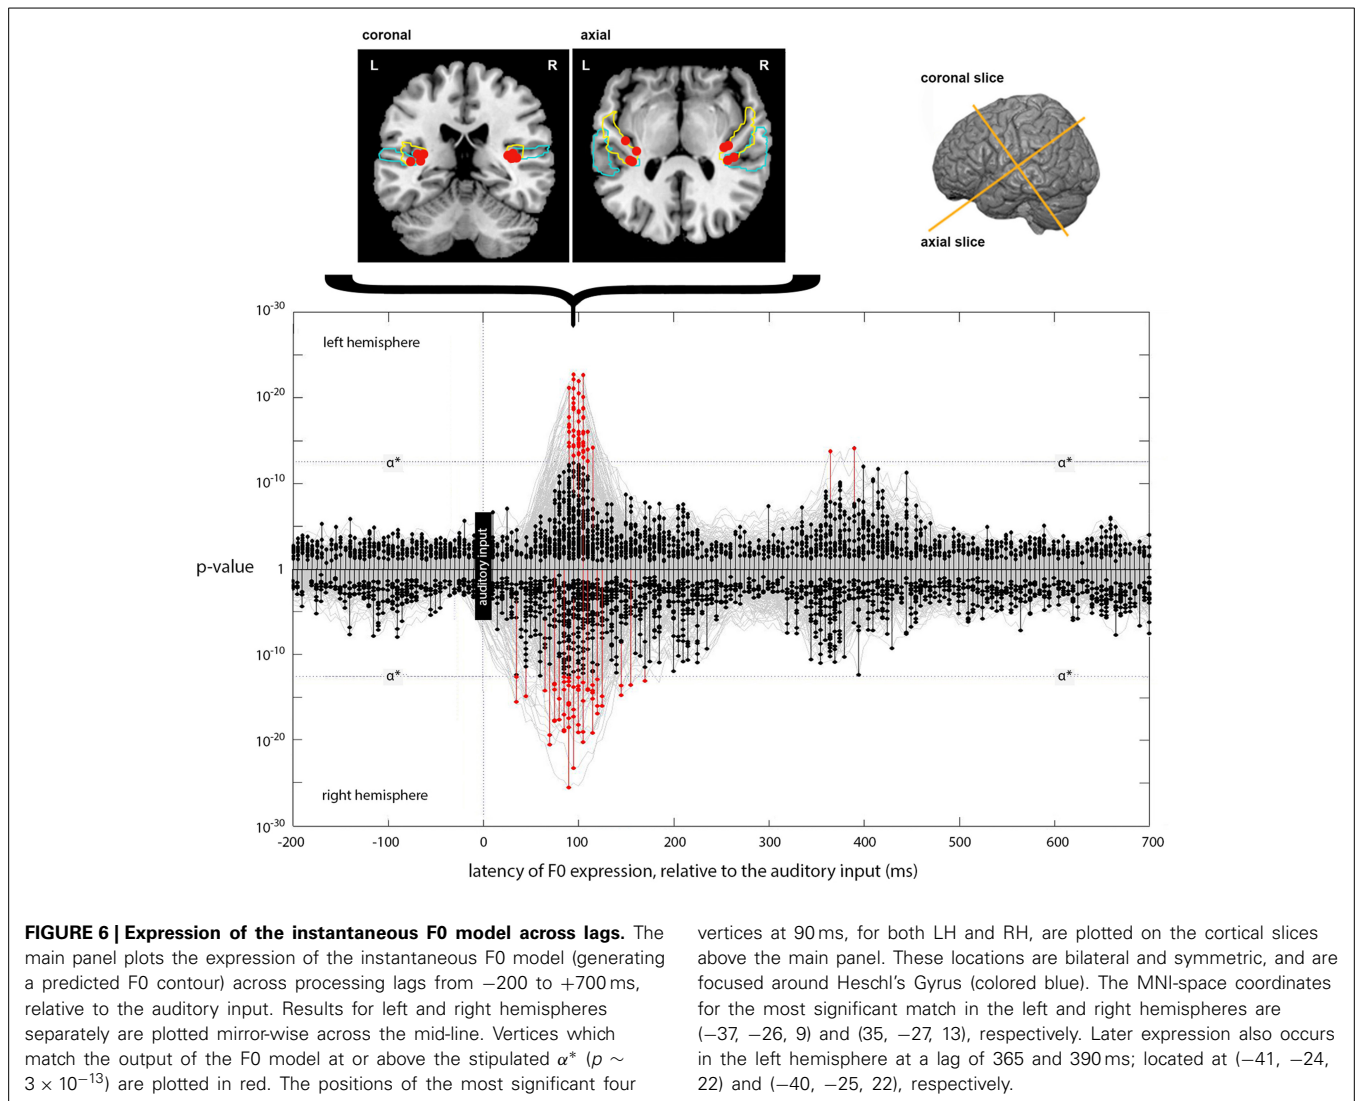 coronal
axial
L
R
L
R
coronal slice
axial slice
10-30
left hemisphere
10-20
α*
α*
10-10
auditory input
p-value
1
10-10
α*
α*
10-20
right hemisphere
10-30
-200
-100
0
100
200
300
400
500
600
700
latency of F0 expression, relative to the auditory input (ms)
FIGURE 6 | Expression of the instantaneous F0 model across lags. The
main panel plots the expression of the instantaneous F0 model (generating
a predicted F0 contour) across processing lags from −200 to +700 ms,
relative to the auditory input. Results for left and right hemispheres
separately are plotted mirror-wise across the mid-line. Vertices which
match the output of the F0 model at or above the stipulated α* (p ∼
3 × 10−13) are plotted in red. The positions of the most significant four
vertices at 90 ms, for both LH and RH, are plotted on the cortical slices
above the main panel. These locations are bilateral and symmetric, and are
focused around Heschl's Gyrus (colored blue). The MNI-space coordinates
for the most significant match in the left and right hemispheres are
(−37, −26, 9) and (35, −27, 13), respectively. Later expression also occurs
in the left hemisphere at a lag of 365 and 390 ms; located at (−41, −24,
22) and (−40, −25, 22), respectively.